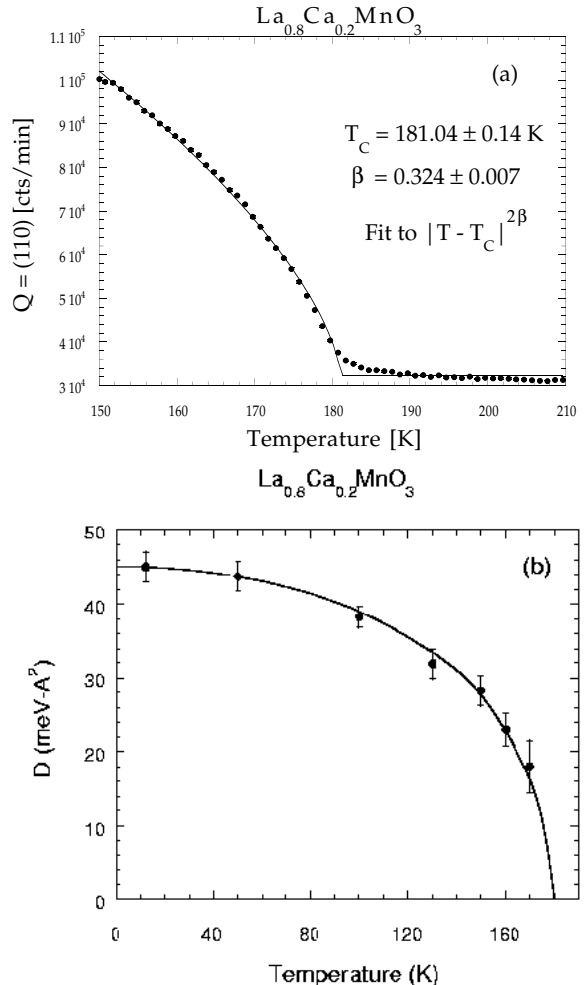 La0.8Ca0.2MnO3
(a)
TC = 181.04 ± 0.14 K
β = 0.324 ± 0.007
Fit to |T - TC|^2β
Q = (110) [cts/min]
1.1 10^5
1 10^5
9 10^4
8 10^4
7 10^4
6 10^4
5 10^4
4 10^4
3 10^4
150 160 170 180 190 200 210
Temperature [K]
La0.8Ca0.2MnO3
(b)
D (meV-A^2)
50
40
30
20
10
0
0 40 80 120 160
Temperature (K)